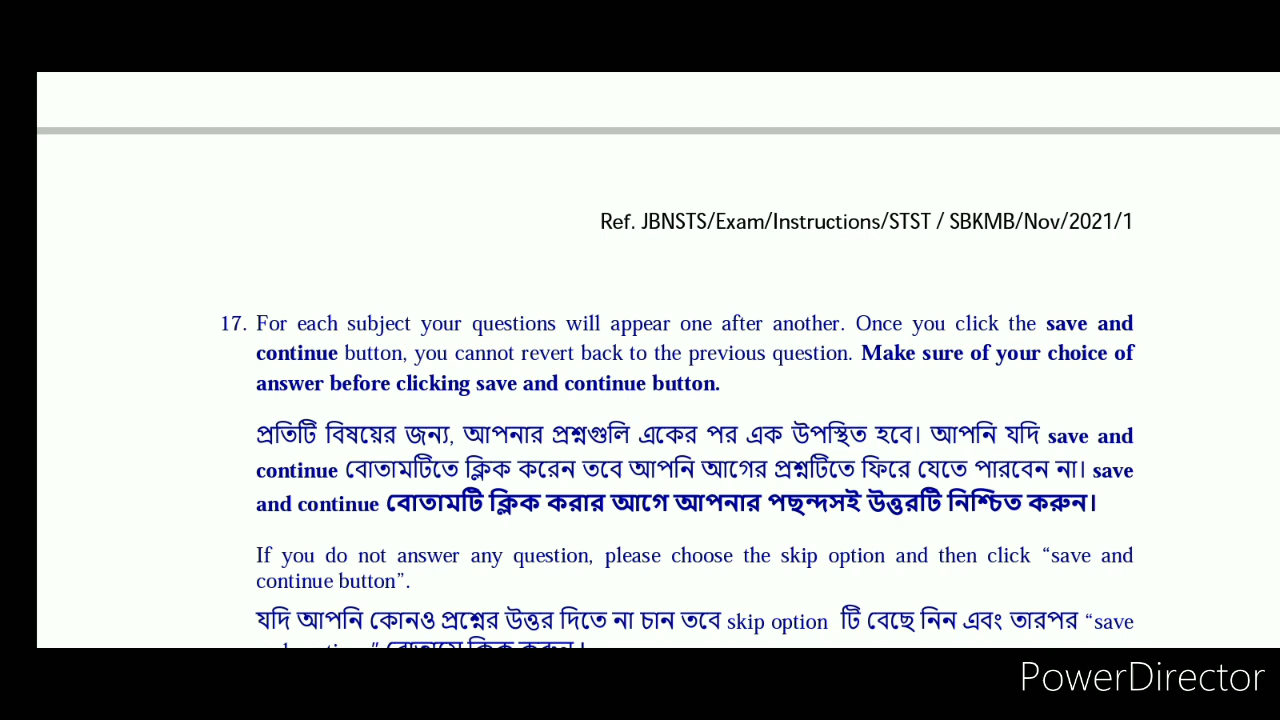 Ref. JBNSTS/Exam/Instructions/STST / SBKMB/Nov/2021/1
17. For each subject your questions will appear one after another. Once you click the save and
continue button, you cannot revert back to the previous question. Make sure of your choice of
answer before clicking save and continue button.
প্রতিটি বিষয়ের জন্য, আপনার প্রশ্নগুলি একের পর এক উপস্থিত হবে। আপনি যদি save and
continue বোতামটিতে ক্লিক করেন তবে আপনি আগের প্রশ্নটিতে ফিরে যেতে পারবেন না। save
and continue বোতামটি ক্লিক করার আগে আপনার পছন্দসই উত্তরটি নিশ্চিত করুন।
If you do not answer any question, please choose the skip option and then click “save and
continue button”.
যদি আপনি কোনও প্রশ্নের উত্তর দিতে না চান তবে skip option টি বেছে নিন এবং তারপর “save
PowerDirector